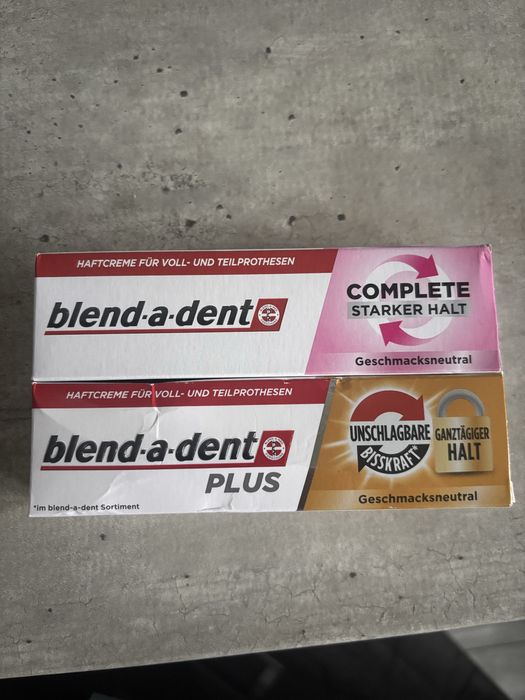 HAFTCREME FÜR VOLL- UND TEILPROTHESEN
blend-a-dent
COMPLETE
STARKER HALT
Geschmacksneutral
HAFTCREME FÜR VOLL- UND TEILPROTHESEN
blend-a-dent
PLUS
*im blend-a-dent Sortiment
UNSCHLAGBARE
BISSKRAFT*
GANZTÄGIGER
HALT
Geschmacksneutral